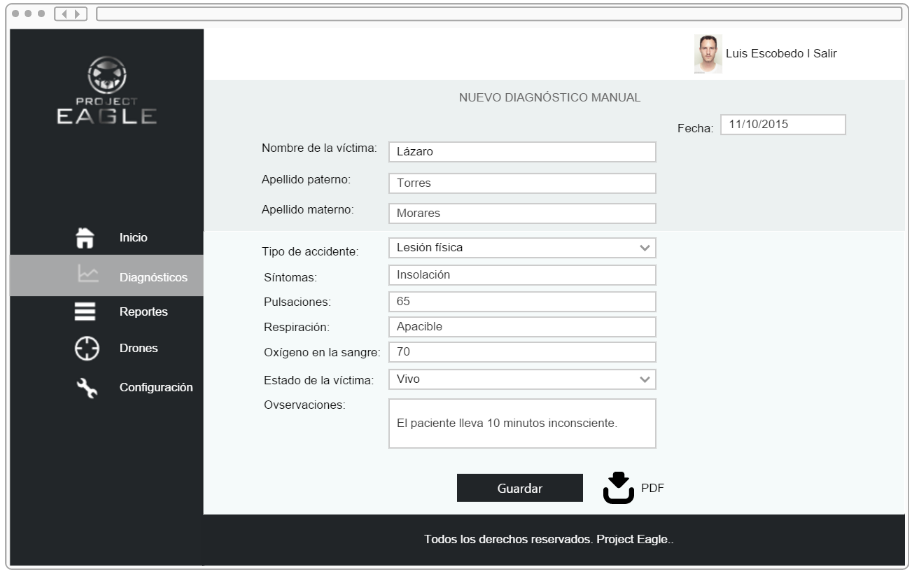 Luis Escobedo I Salir
PROJECT
EAGLE
NUEVO DIAGNÓSTICO MANUAL
Fecha: 11/10/2015
Nombre de la víctima: Lázaro
Apellido paterno: Torres
Apellido materno: Morares
Inicio
Diagnósticos
Reportes
Drones
Configuración
Tipo de accidente: Lesión física
Síntomas: Insolación
Pulsaciones: 65
Respiración: Apacible
Oxígeno en la sangre: 70
Estado de la víctima: Vivo
Ovservaciones: El paciente lleva 10 minutos inconsciente.
Guardar
PDF
Todos los derechos reservados. Project Eagle..